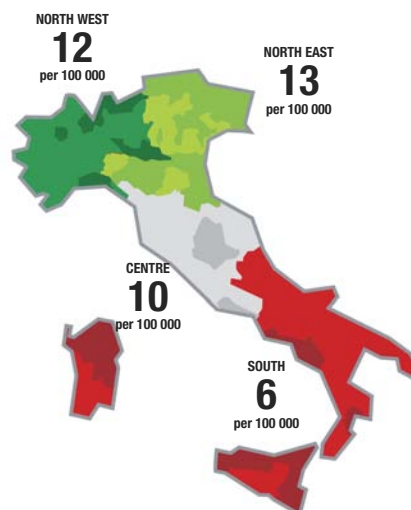 NORTH WEST
12
per 100 000
NORTH EAST
13
per 100 000
CENTRE
10
per 100 000
SOUTH
6
per 100 000